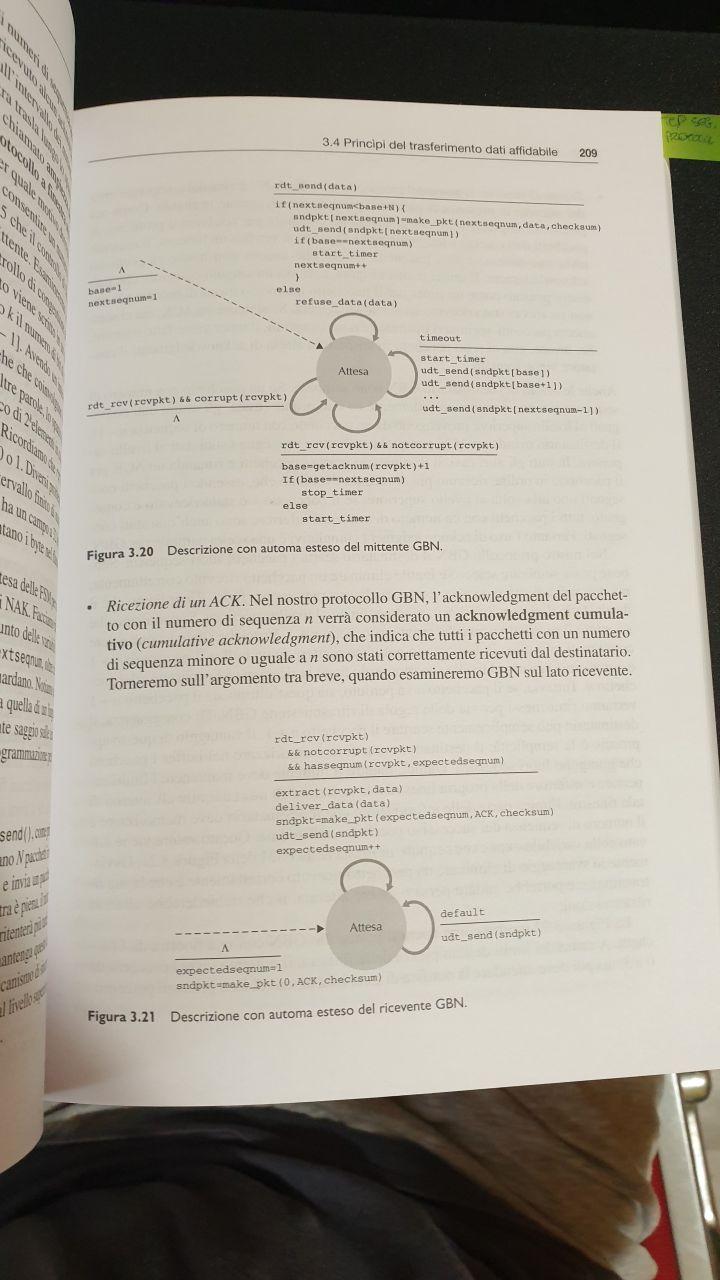 3.4 Princìpi del trasferimento dati affidabile 209
TCP SEG.
rdt_send(data)
if(nextseqnum<base+N){
sndpkt[nextseqnum]=make_pkt(nextseqnum,data,checksum)
udt_send(sndpkt[nextseqnum])
if(base==nextseqnum)
start_timer
nextseqnum++
}
else
refuse_data(data)
Λ
base=1
nextseqnum=1
Attesa
timeout
start_timer
udt_send(sndpkt[base])
udt_send(sndpkt[base+1])
...
udt_send(sndpkt[nextseqnum-1])
rdt_rcv(rcvpkt) && corrupt(rcvpkt)
Λ
rdt_rcv(rcvpkt) && notcorrupt(rcvpkt)
base=getacknum(rcvpkt)+1
If(base==nextseqnum)
stop_timer
else
start_timer
Figura 3.20 Descrizione con automa esteso del mittente GBN.
• Ricezione di un ACK. Nel nostro protocollo GBN, l'acknowledgment del pacchet-
to con il numero di sequenza n verrà considerato un acknowledgment cumula-
tivo (cumulative acknowledgment), che indica che tutti i pacchetti con un numero
di sequenza minore o uguale a n sono stati correttamente ricevuti dal destinatario.
Torneremo sull'argomento tra breve, quando esamineremo GBN sul lato ricevente.
rdt_rcv(rcvpkt)
&& notcorrupt(rcvpkt)
&& hasseqnum(rcvpkt,expectedseqnum)
extract(rcvpkt,data)
deliver_data(data)
sndpkt=make_pkt(expectedseqnum,ACK,checksum)
udt_send(sndpkt)
expectedseqnum++
Attesa
default
udt_send(sndpkt)
Λ
expectedseqnum=1
sndpkt=make_pkt(0,ACK,checksum)
Figura 3.21 Descrizione con automa esteso del ricevente GBN.